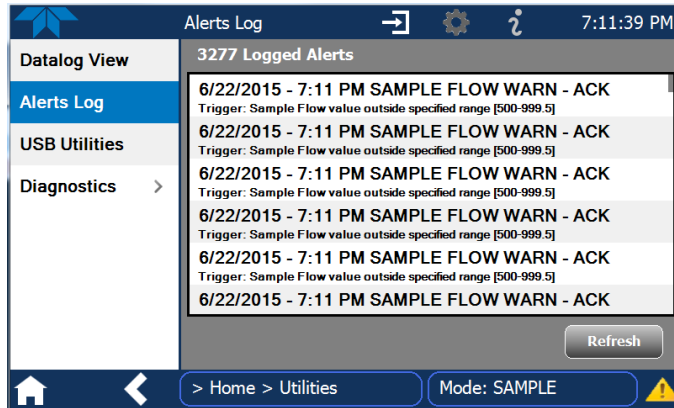 Alerts Log
7:11:39 PM
Datalog View
Alerts Log
USB Utilities
Diagnostics >
3277 Logged Alerts
6/22/2015 - 7:11 PM SAMPLE FLOW WARN - ACK
Trigger: Sample Flow value outside specified range [500-999.5]
6/22/2015 - 7:11 PM SAMPLE FLOW WARN - ACK
Trigger: Sample Flow value outside specified range [500-999.5]
6/22/2015 - 7:11 PM SAMPLE FLOW WARN - ACK
Trigger: Sample Flow value outside specified range [500-999.5]
6/22/2015 - 7:11 PM SAMPLE FLOW WARN - ACK
Trigger: Sample Flow value outside specified range [500-999.5]
6/22/2015 - 7:11 PM SAMPLE FLOW WARN - ACK
Trigger: Sample Flow value outside specified range [500-999.5]
6/22/2015 - 7:11 PM SAMPLE FLOW WARN - ACK
Refresh
> Home > Utilities
Mode: SAMPLE